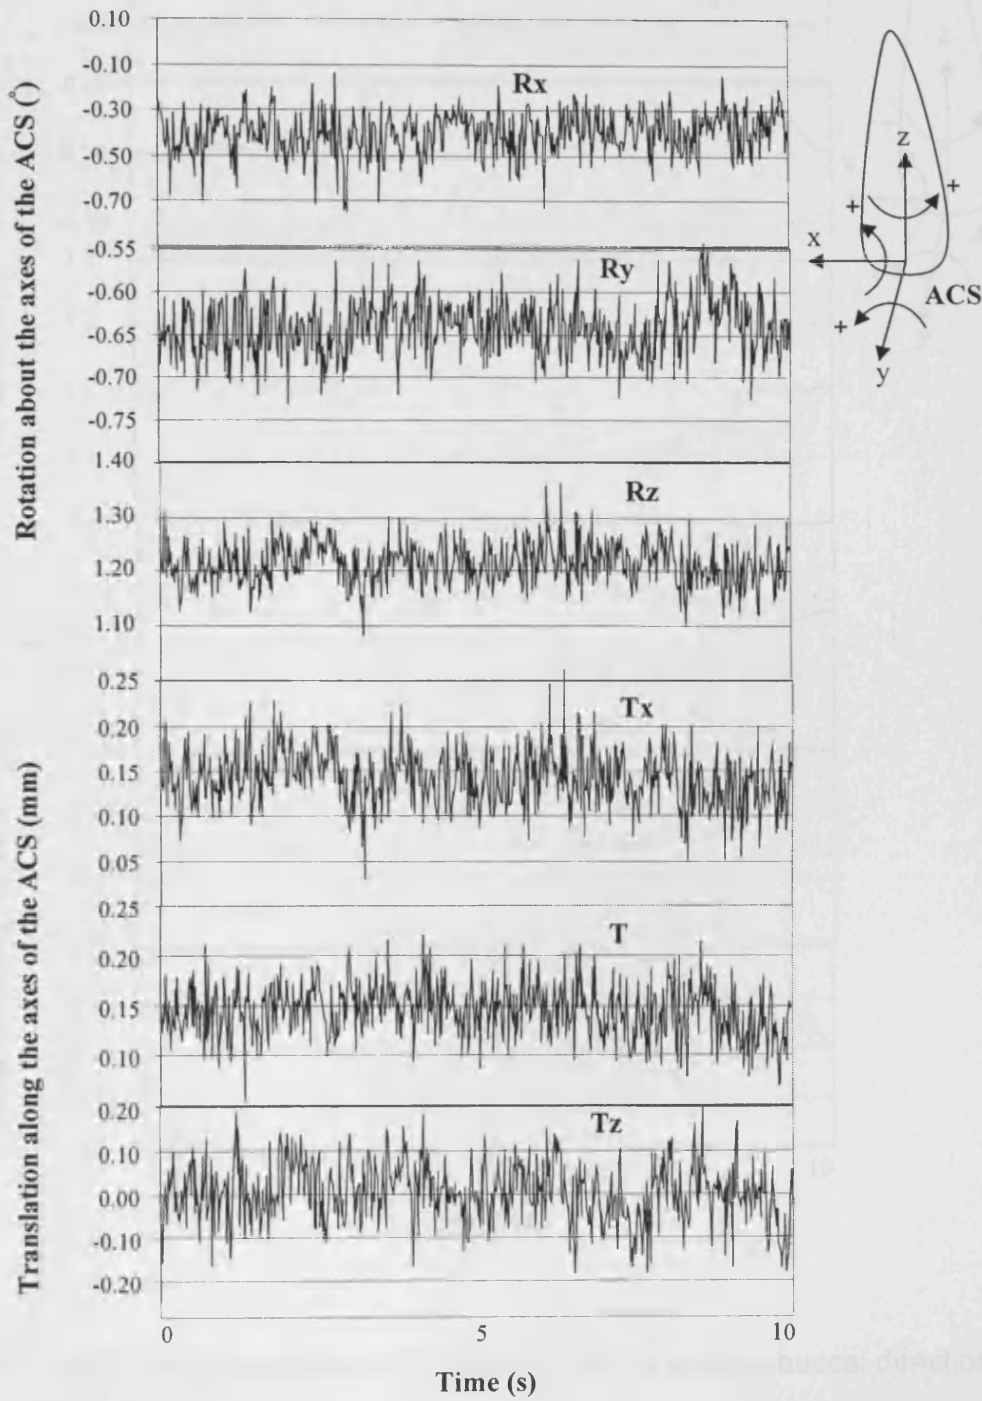 Rotation about the axes of the ACS (°)
0.10
-0.10
-0.30
-0.50
-0.70
Rx
-0.55
-0.60
-0.65
-0.70
-0.75
Ry
1.40
1.30
1.20
1.10
Rz
Translation along the axes of the ACS (mm)
0.25
0.20
0.15
0.10
0.05
Tx
0.25
0.20
0.15
0.10
T
0.20
0.10
0.00
-0.10
-0.20
Tz
0
5
10
Time (s)
z
+
+
x
ACS
+
y
buccal direction